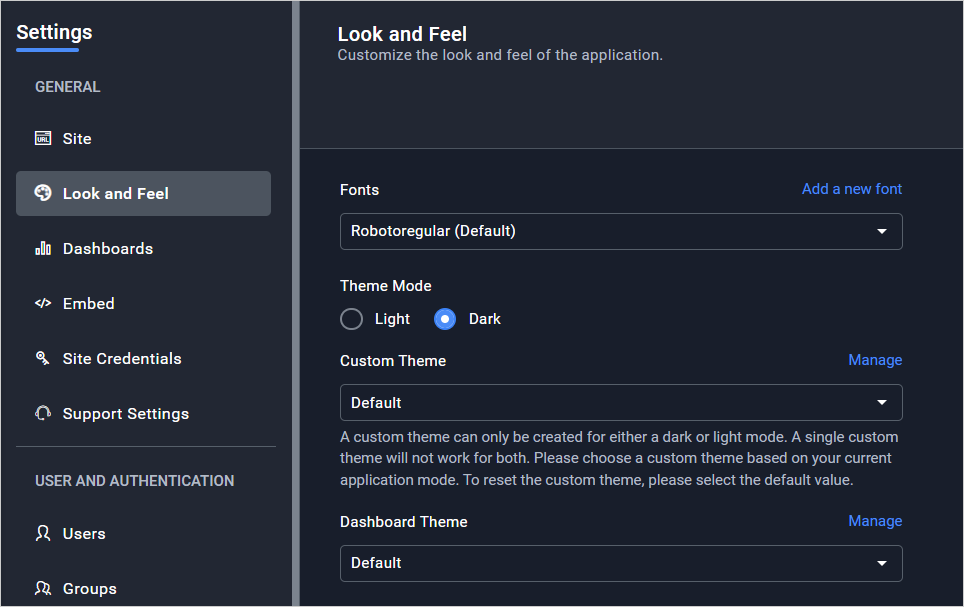 Settings
GENERAL
URL
Site
Look and Feel
Dashboards
Embed
Site Credentials
Support Settings
USER AND AUTHENTICATION
Users
Groups
Look and Feel
Customize the look and feel of the application.
Fonts
Add a new font
Robotoregular (Default)
Theme Mode
Light
Dark
Custom Theme
Manage
Default
A custom theme can only be created for either a dark or light mode. A single custom
theme will not work for both. Please choose a custom theme based on your current
application mode. To reset the custom theme, please select the default value.
Dashboard Theme
Manage
Default